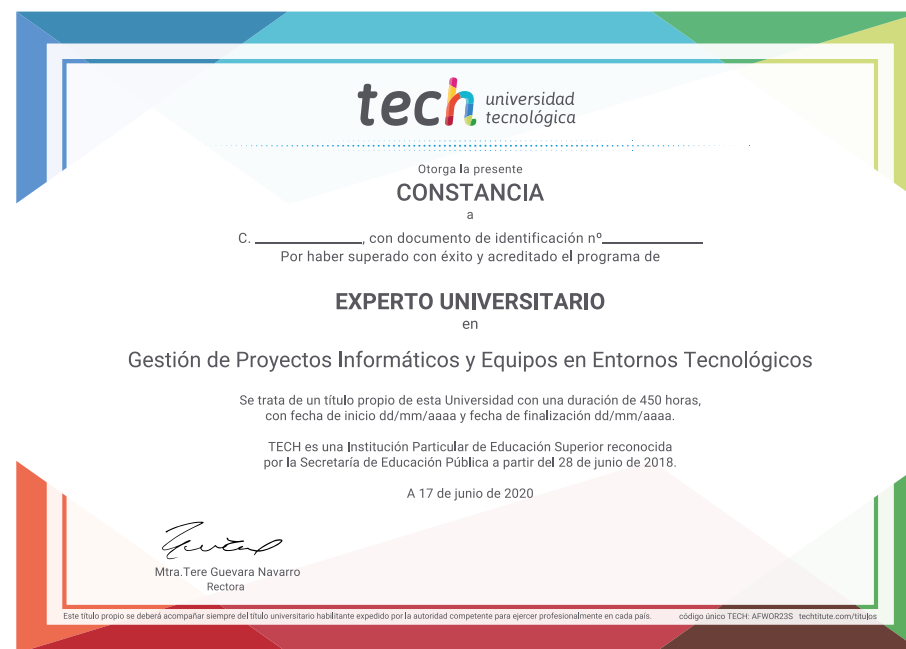 tech universidad
tecnológica
Otorga la presente
CONSTANCIA
a
C. ____________, con documento de identificación nº____________
Por haber superado con éxito y acreditado el programa de
EXPERTO UNIVERSITARIO
en
Gestión de Proyectos Informáticos y Equipos en Entornos Tecnológicos
Se trata de un título propio de esta Universidad con una duración de 450 horas,
con fecha de inicio dd/mm/aaaa y fecha de finalización dd/mm/aaaa.
TECH es una Institución Particular de Educación Superior reconocida
por la Secretaría de Educación Pública a partir del 28 de junio de 2018.
A 17 de junio de 2020
Mtra.Tere Guevara Navarro
Rectora
Este título propio se deberá acompañar siempre del título universitario habilitante expedido por la autoridad competente para ejercer profesionalmente en cada país. código único TECH: AFWOR23S techtitute.com/titulos